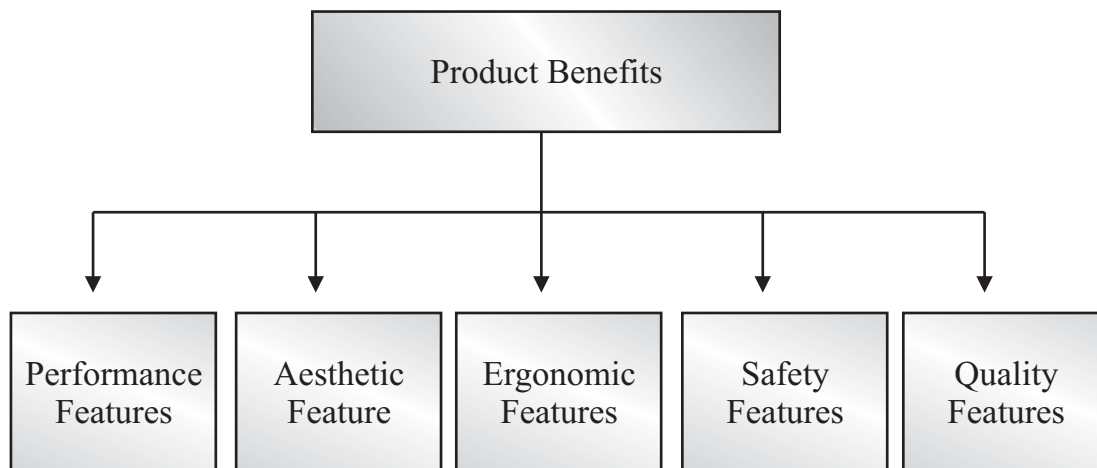 Product Benefits
Performance
Features
Aesthetic
Feature
Ergonomic
Features
Safety
Features
Quality
Features